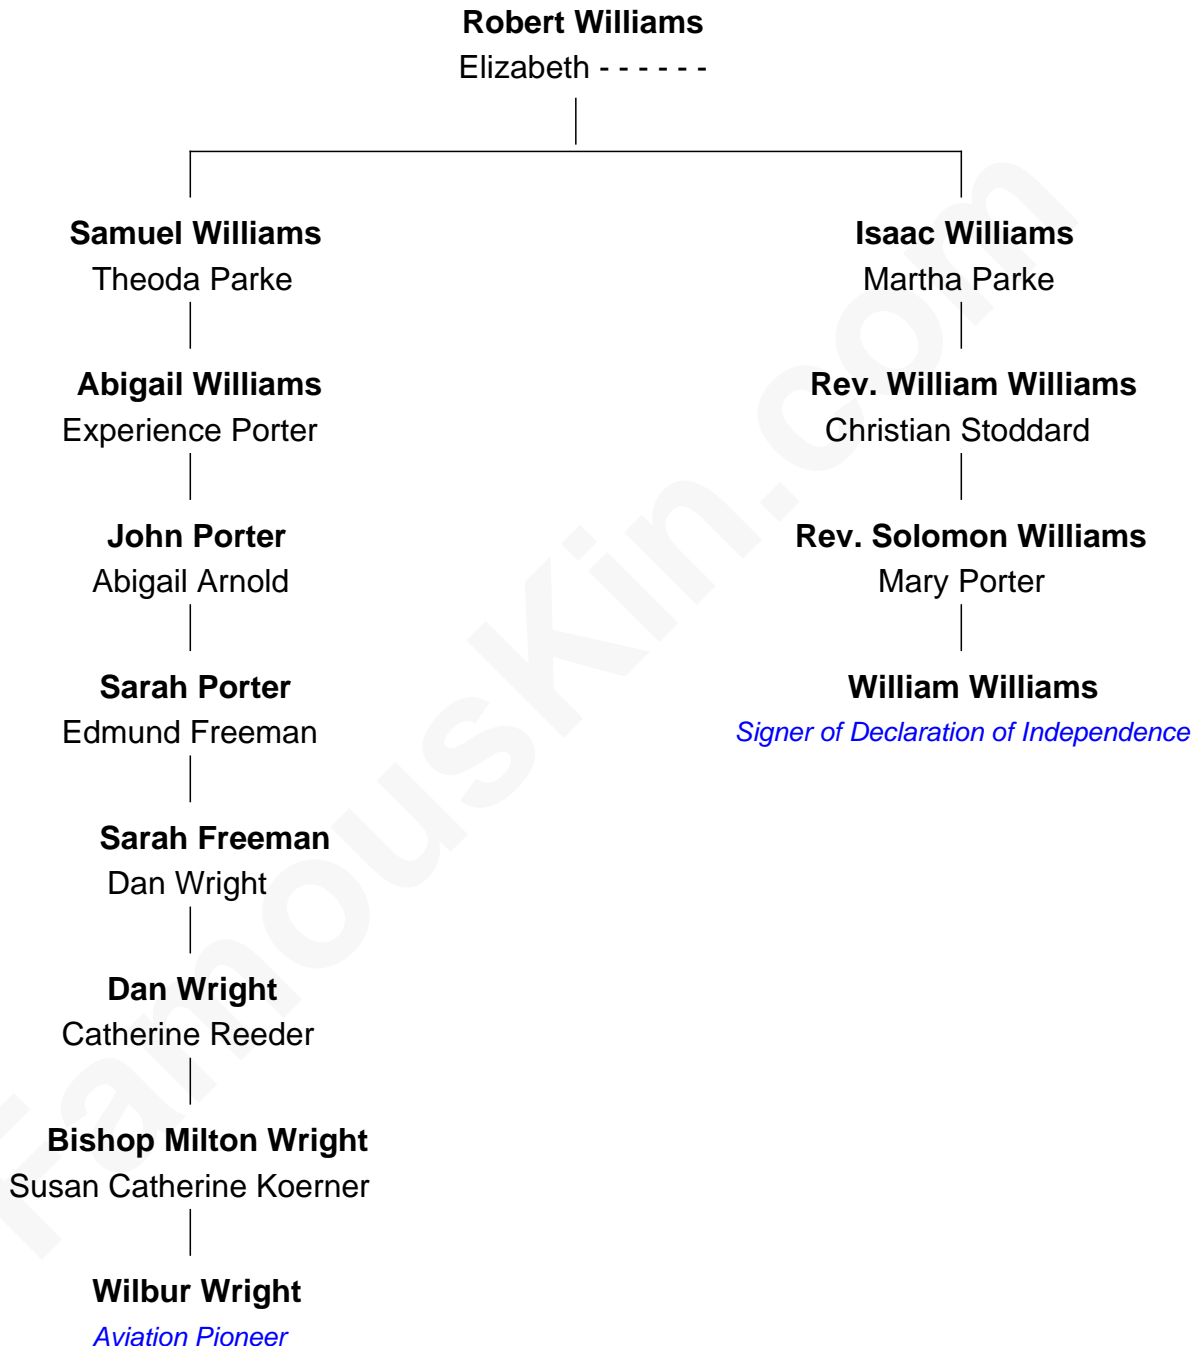 Robert Williams
Elizabeth - - - - - -
Samuel Williams
Theoda Parke
Isaac Williams
Martha Parke
Abigail Williams
Experience Porter
Rev. William Williams
Christian Stoddard
John Porter
Abigail Arnold
Rev. Solomon Williams
Mary Porter
Sarah Porter
Edmund Freeman
William Williams
Signer of Declaration of Independence
Sarah Freeman
Dan Wright
Dan Wright
Catherine Reeder
Bishop Milton Wright
Susan Catherine Koerner
Wilbur Wright
Aviation Pioneer
FamousKin.com